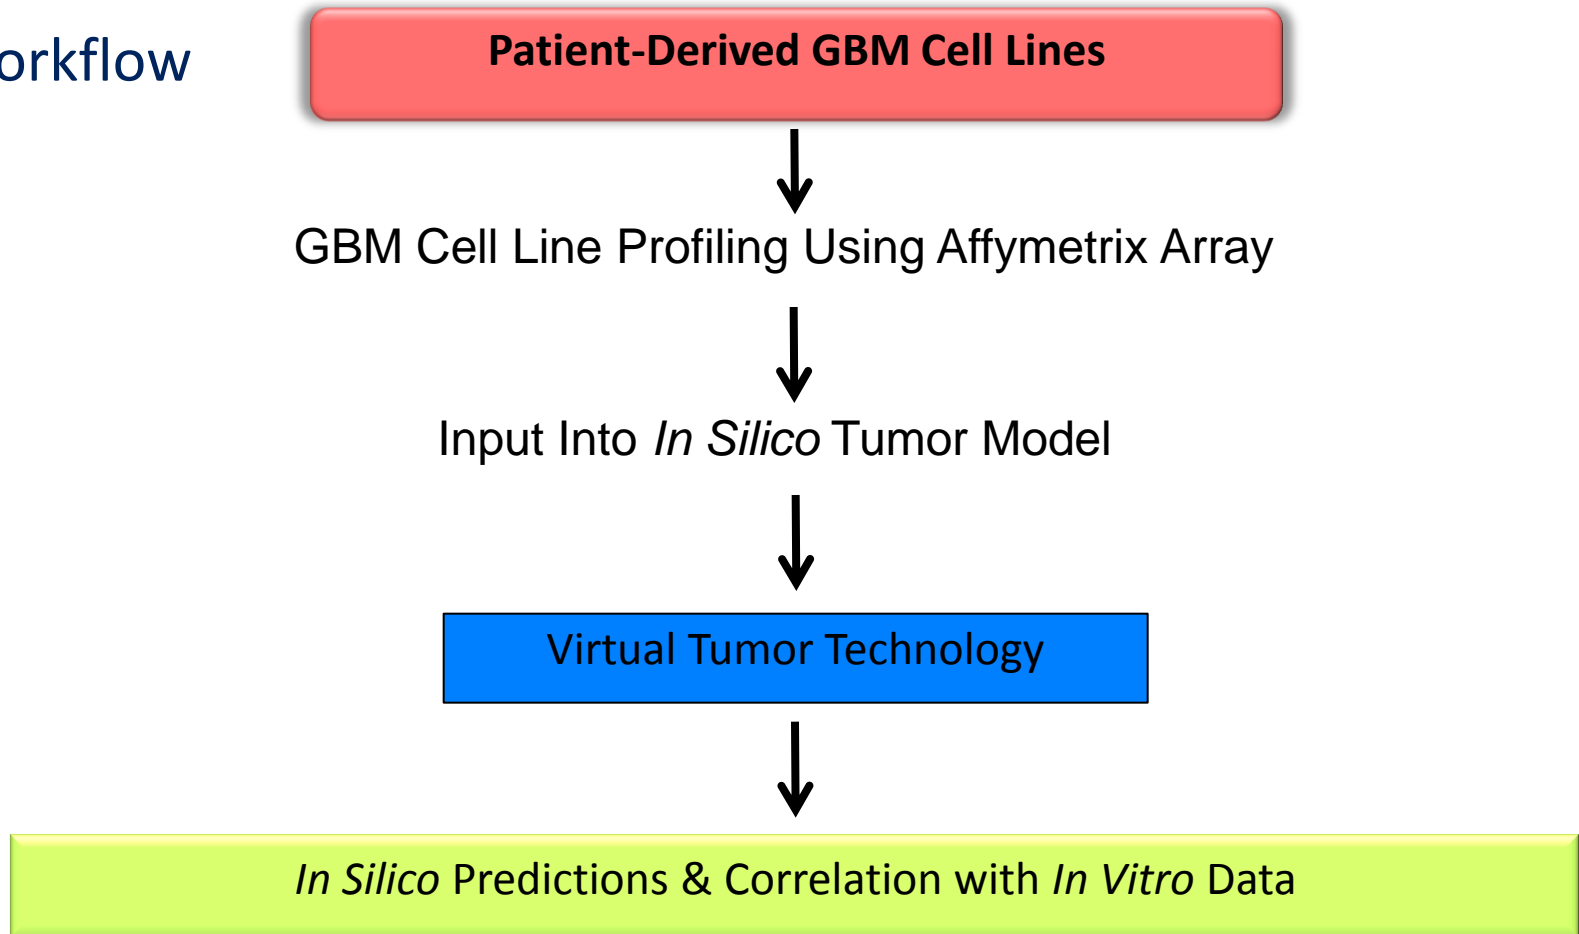 orkflow
Patient-Derived GBM Cell Lines
GBM Cell Line Profiling Using Affymetrix Array
Input Into In Silico Tumor Model
Virtual Tumor Technology
In Silico Predictions & Correlation with In Vitro Data